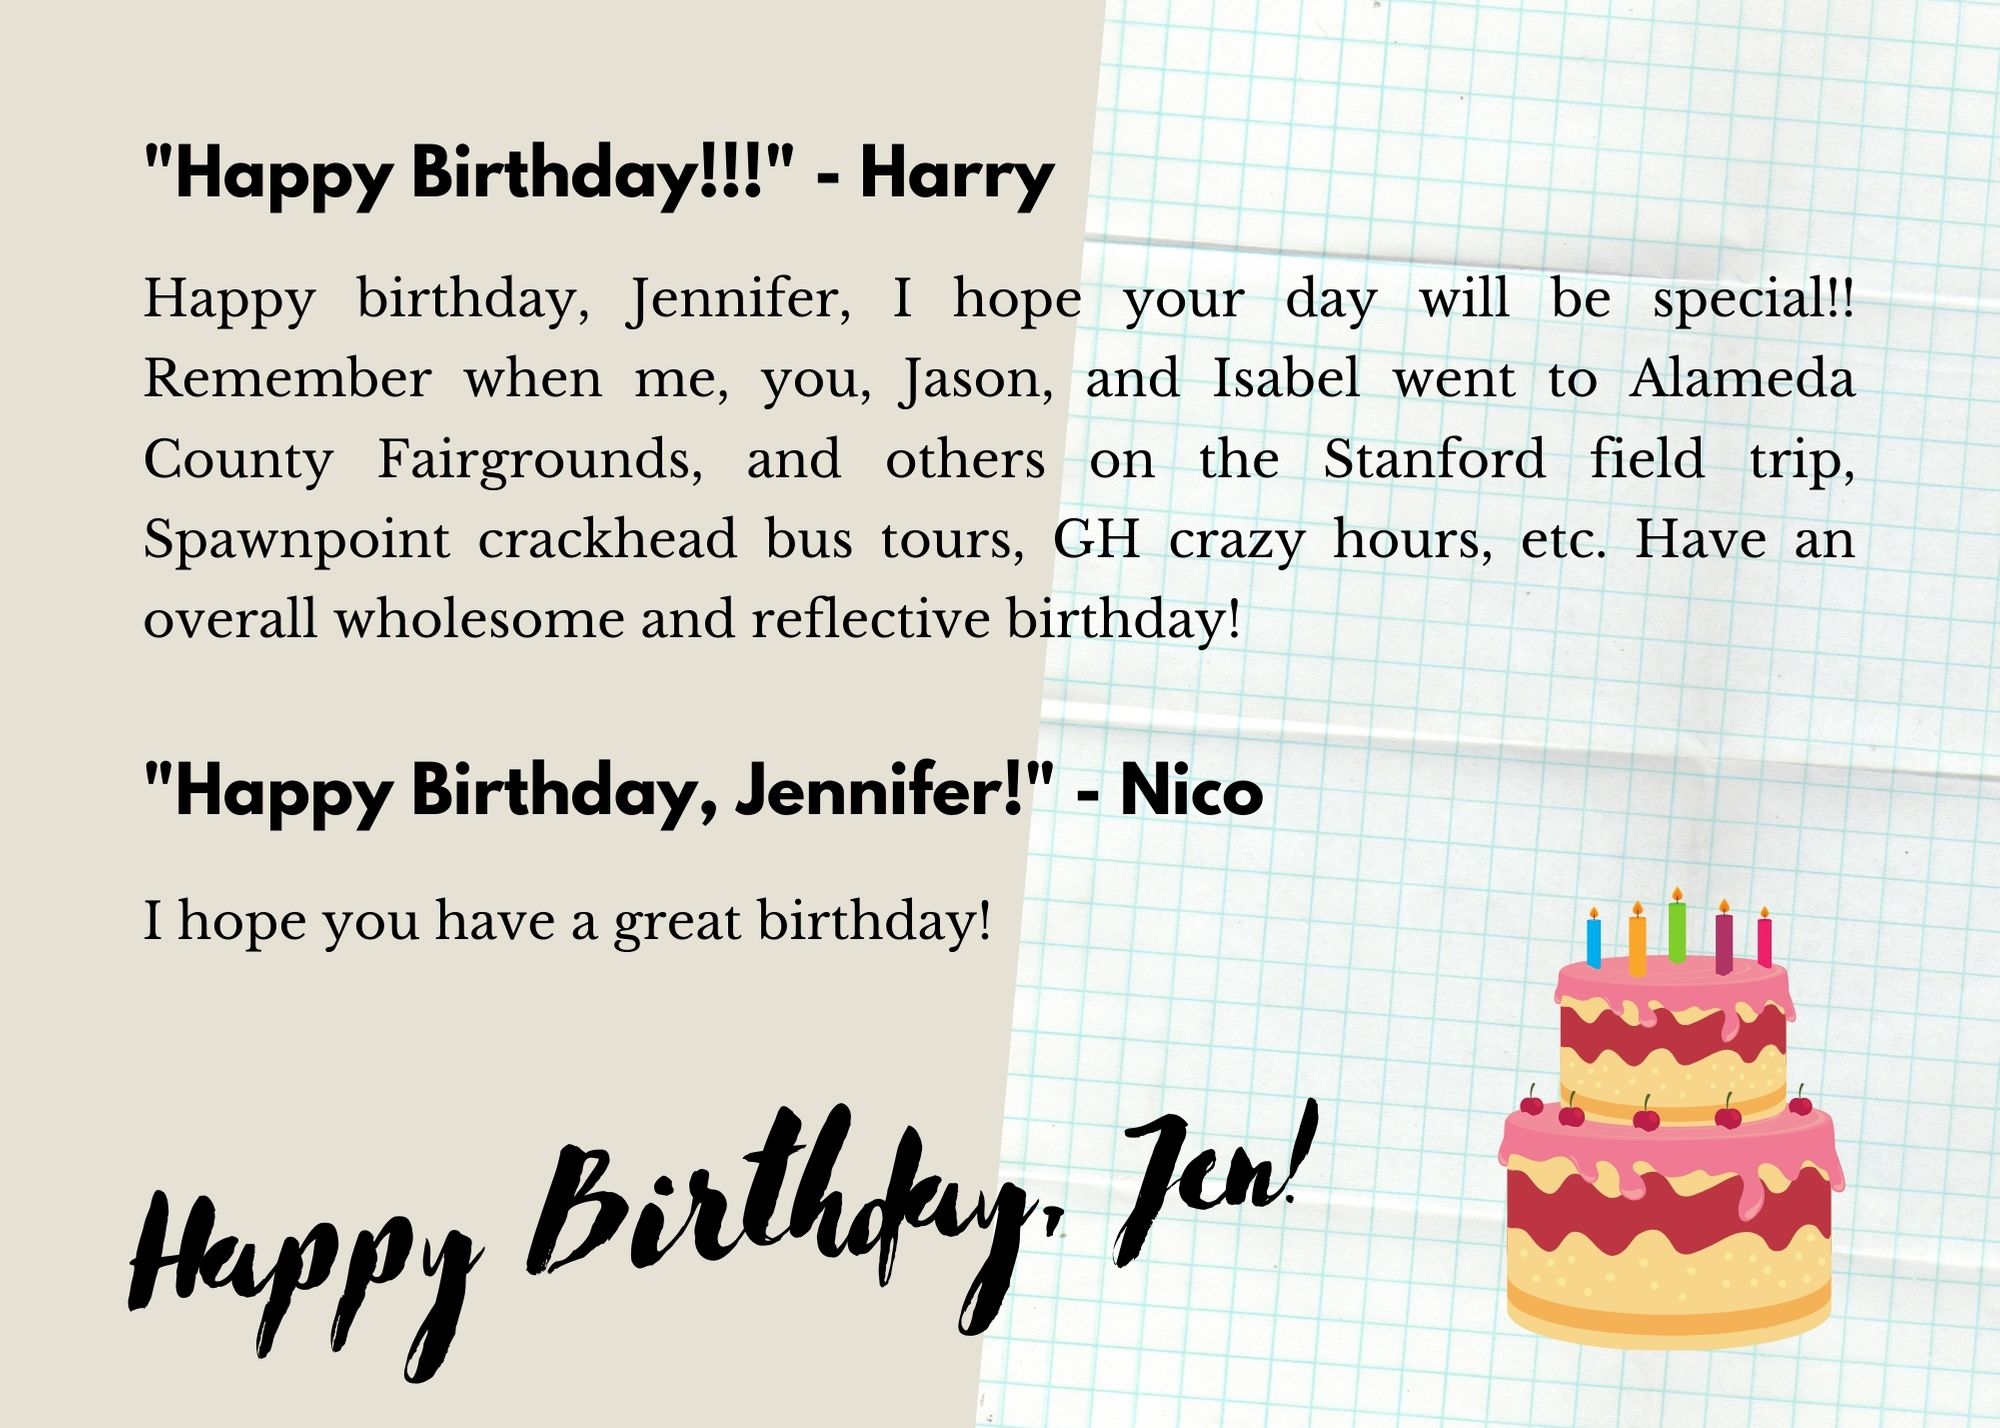 "Happy Birthday!!!" - Harry
Happy birthday, Jennifer, I hope your day will be special!!
Remember when me, you, Jason, and Isabel went to Alameda
County Fairgrounds, and others on the Stanford field trip,
Spawnpoint crackhead bus tours, GH crazy hours, etc. Have an
overall wholesome and reflective birthday!
"Happy Birthday, Jennifer!" - Nico
I hope you have a great birthday!
Happy Birthday, Jen!